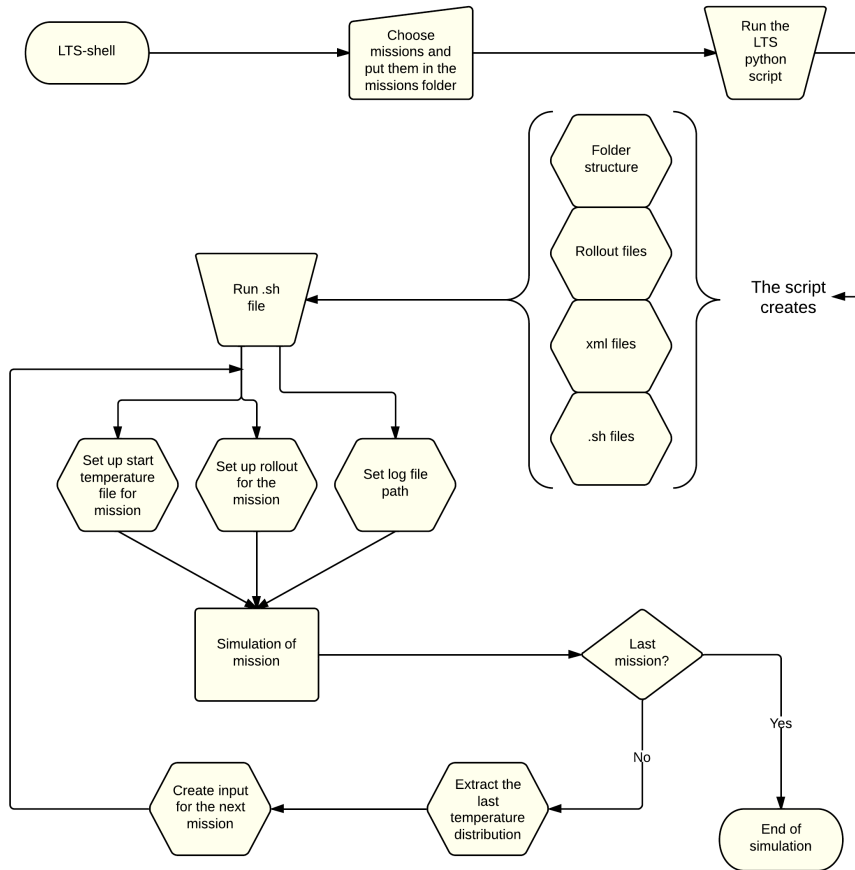 LTS-shell
Choose
missions and
put them in the
missions folder
Run the
LTS
python
script
Folder
structure
Rollout files
xml files
.sh files
The script
creates
Run .sh
file
Set up start
temperature
file for
mission
Set up rollout
for the
mission
Set log file
path
Simulation of
mission
Last
mission?
Yes
No
Create input
for the next
mission
Extract the
last
temperature
distribution
End of
simulation